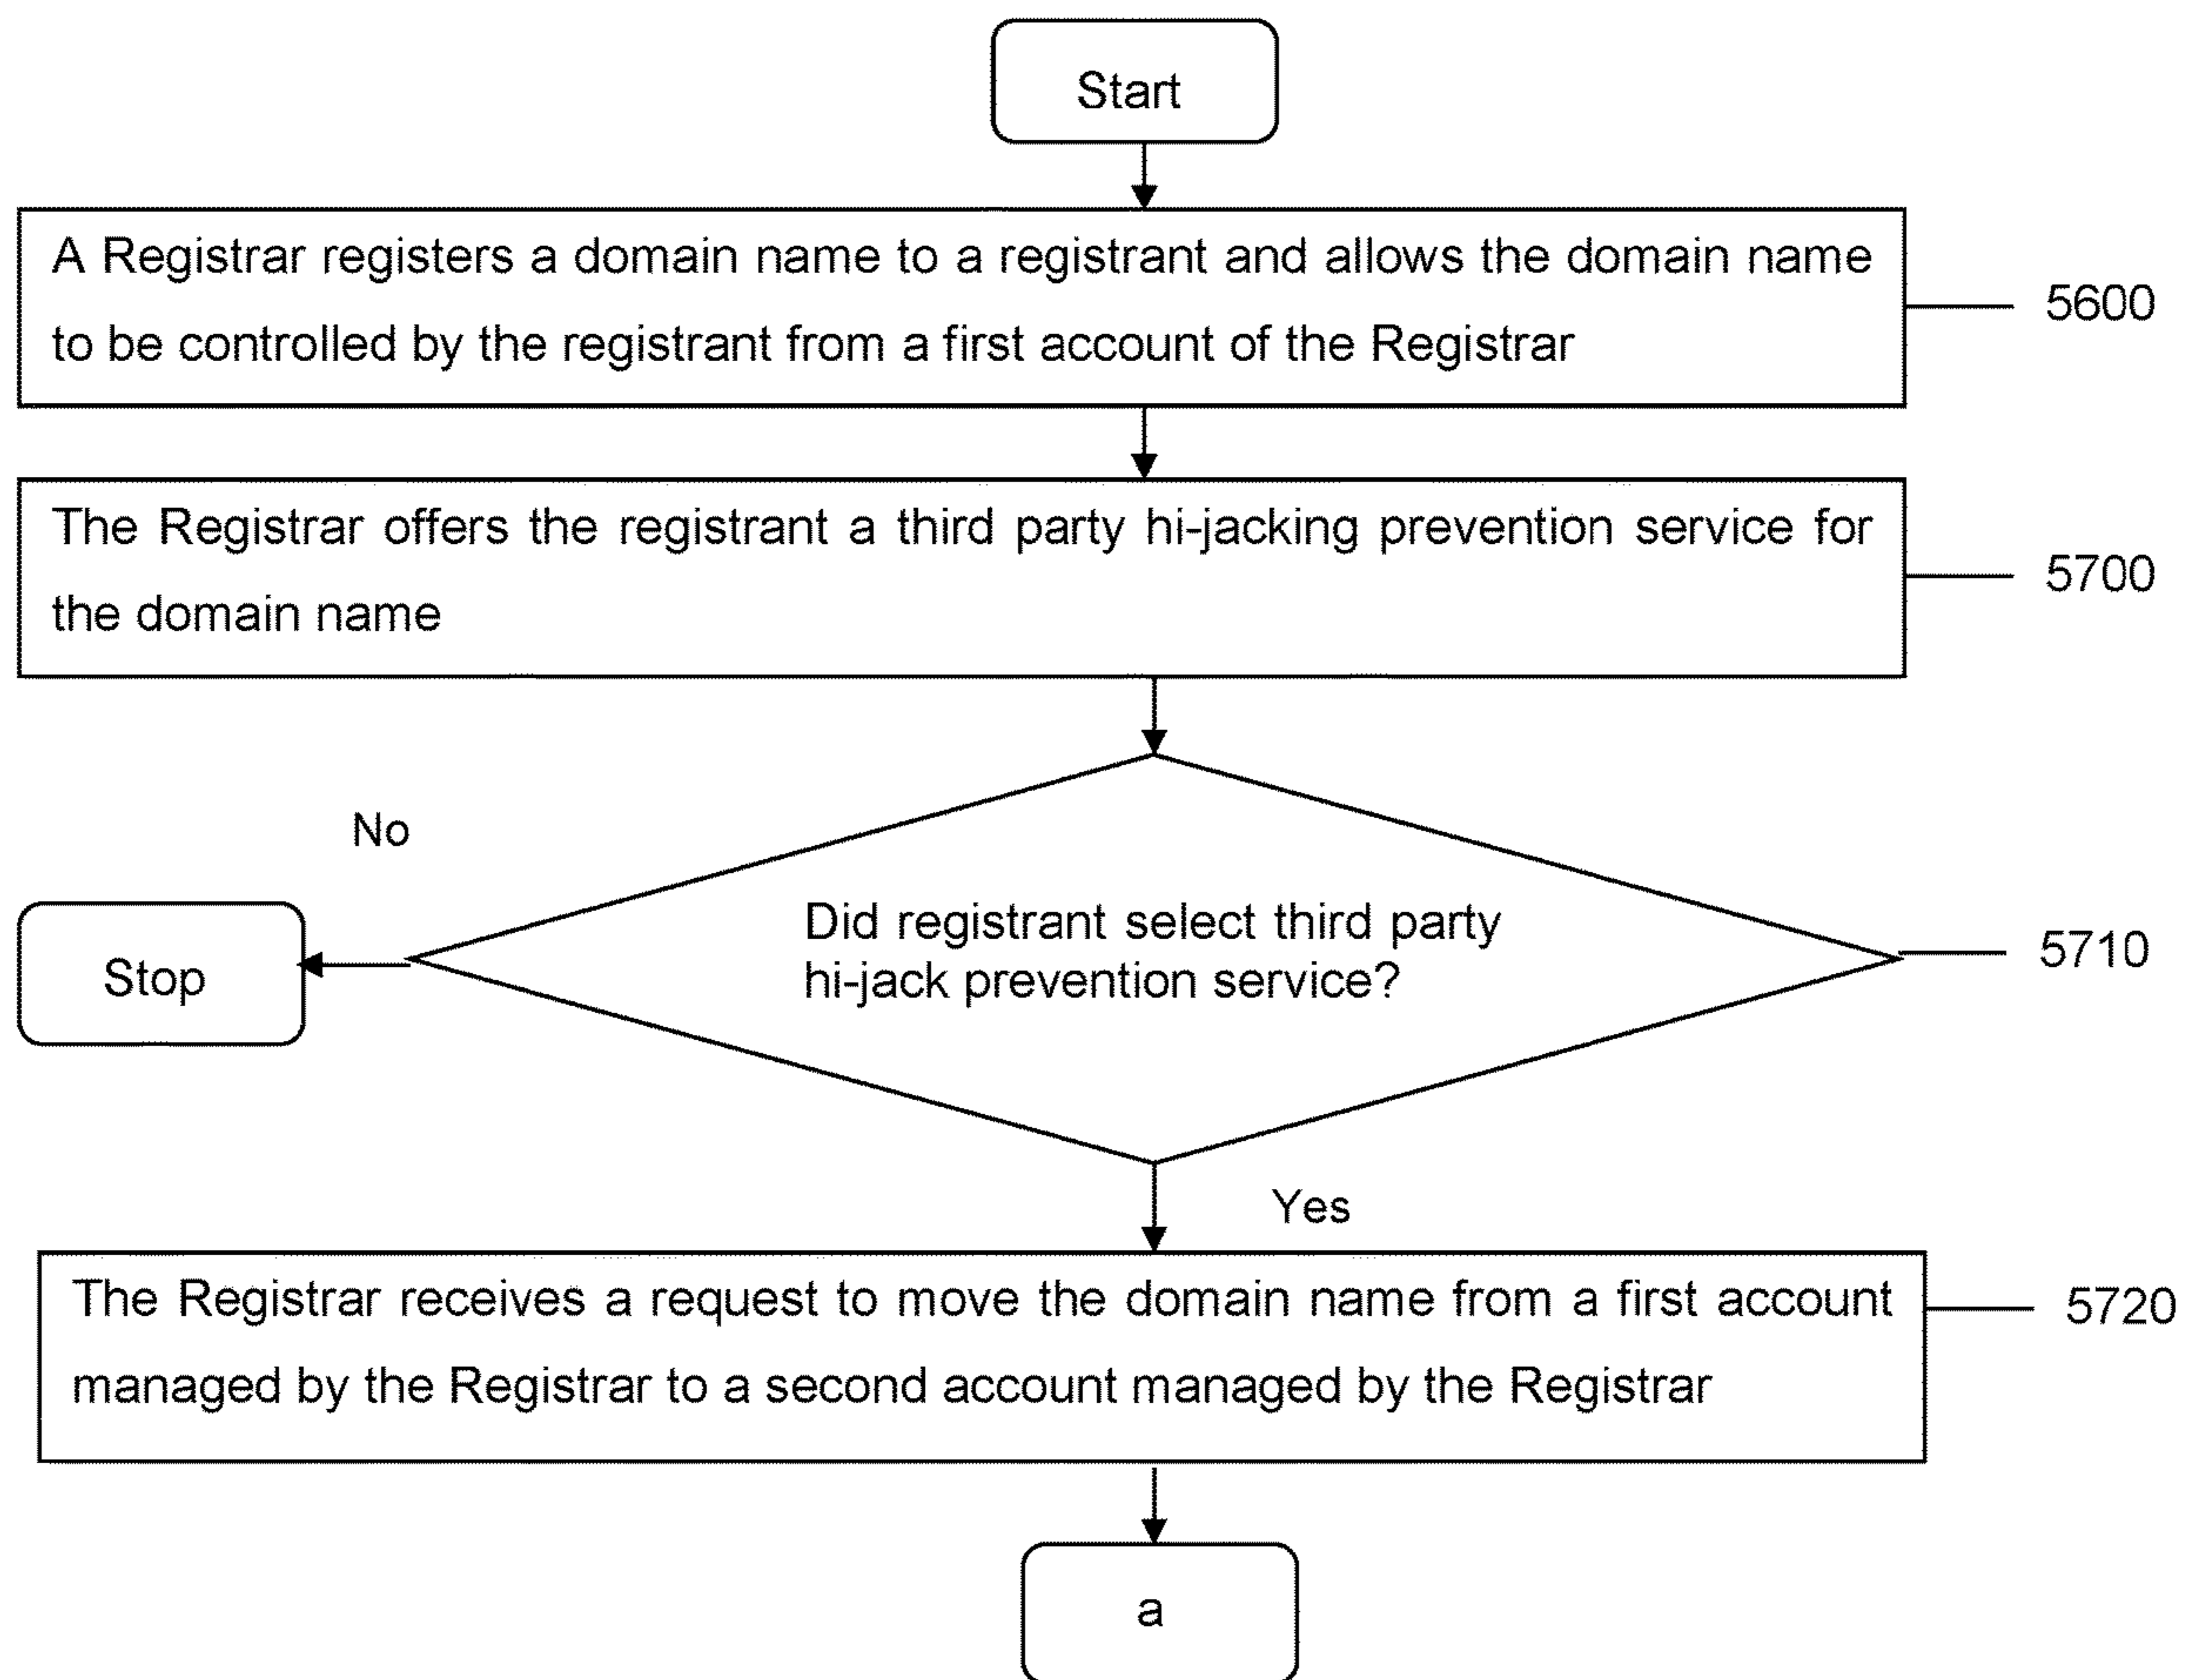 Start
A Registrar registers a domain name to a registrant and allows the domain name
to be controlled by the registrant from a first account of the Registrar
5600
The Registrar offers the registrant a third party hi-jacking prevention service for
the domain name
5700
No
Did registrant select third party
hi-jack prevention service?
5710
Stop
Yes
The Registrar receives a request to move the domain name from a first account
managed by the Registrar to a second account managed by the Registrar
5720
a